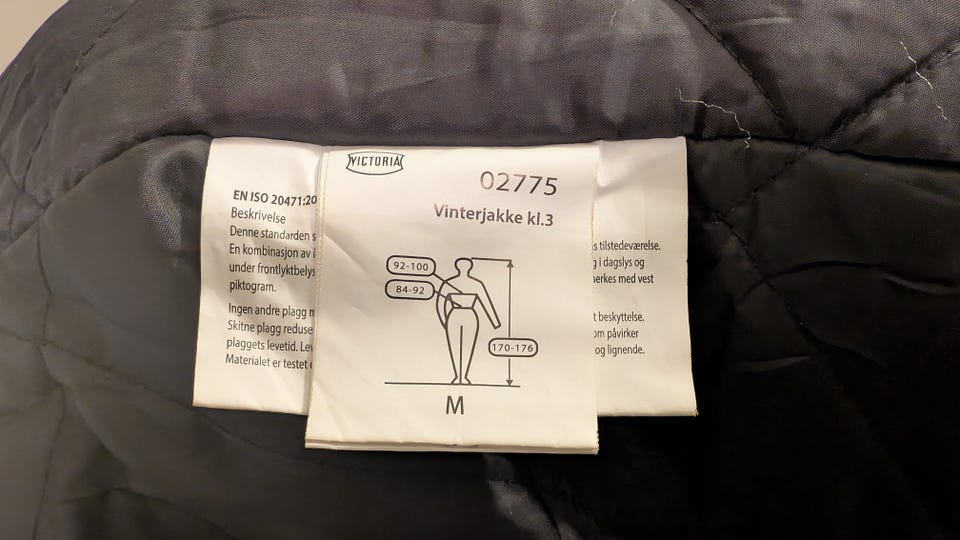 VICTORIA
02775
Vinterjakke kl.3
92-100
84-92
170-176
M
EN ISO 20471:20
Beskrivelse
Denne standarden s
En kombinasjon av
under frontlyktbelys
piktogram.
Ingen andre plagg
Skitne plagg reduse
plaggets levetid. Lev
Materialet er testet
s tilstedeværelse.
g i dagslys og
merkes med vest
t beskyttelse.
om påvirker
og lignende.